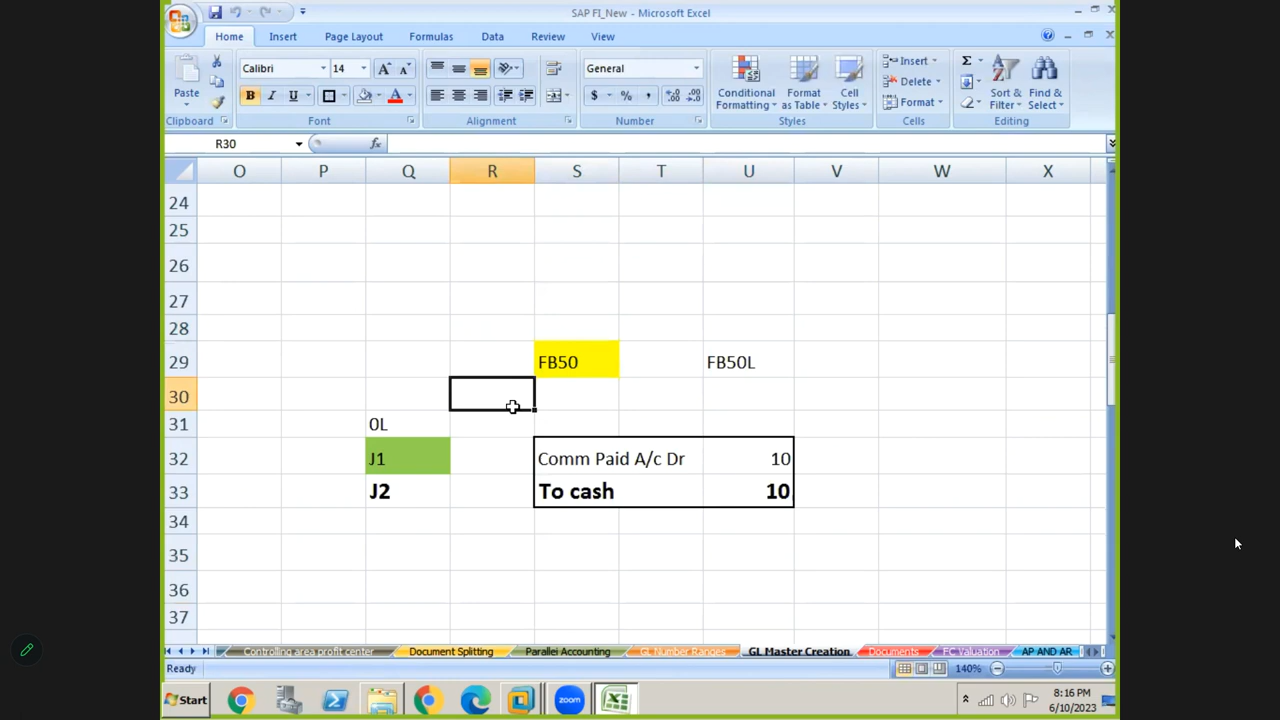 SAP FI_New - Microsoft Excel
Home Insert Page Layout Formulas Data Review View
Paste
Calibri 14 A A
B I U A
General
$ % ,
Conditional Formatting
Format as Table
Cell Styles
Insert
Delete
Format
Σ
Sort & Filter
Find & Select
Clipboard Font Alignment Number Styles Cells Editing
R30 fx
O P Q R S T U V W X
24
25
26
27
28
29 FB50 FB50L
30
31 0L
32 J1 Comm Paid A/c Dr 10
33 J2 To cash 10
34
35
36
37
Controlling area profit center Document Splitting Parallel Accounting GL Number Ranges GL Master Creation Documents FC Valuation AP AND AR
Ready 140%
Start zoom 8:16 PM
6/10/2023